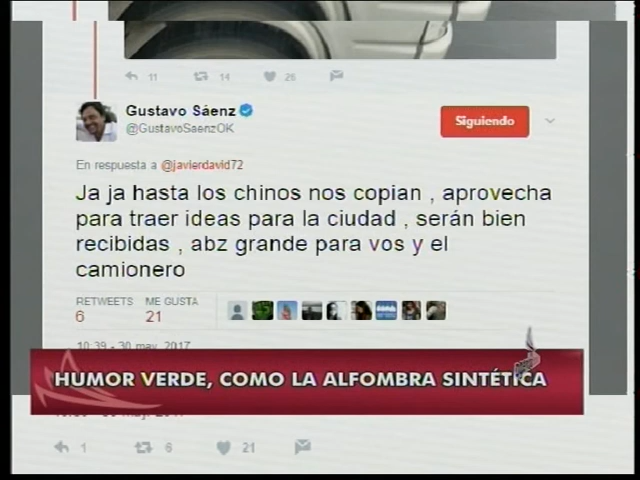 11 14 26
Gustavo Sáenz
@GustavoSaenzOK
Siguiendo
En respuesta a @javierdavid72
Ja ja hasta los chinos nos copian , aprovecha
para traer ideas para la ciudad , serán bien
recibidas , abz grande para vos y el
camionero
RETWEETS ME GUSTA
6 21
10:39 - 30 may. 2017
HUMOR VERDE, COMO LA ALFOMBRA SINTÉTICA
1 6 21